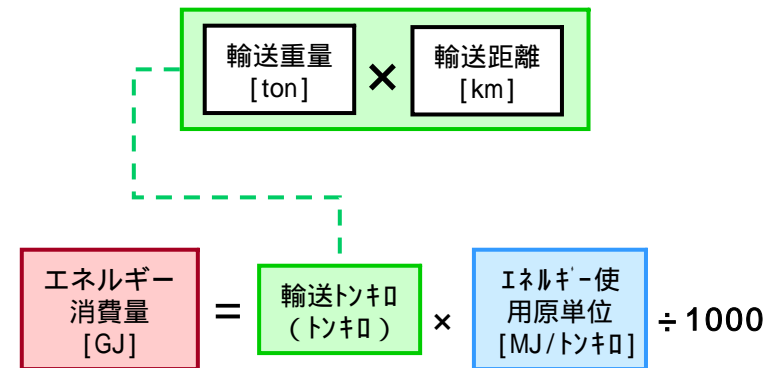 輸送重量
[ton]
×
輸送距離
[km]
エネルギー
消費量
[GJ]
=
輸送ﾄﾝｷﾛ
(ﾄﾝｷﾛ)
×
ｴﾈﾙｷﾞｰ使
用原単位
[MJ/ﾄﾝｷﾛ]
÷1000